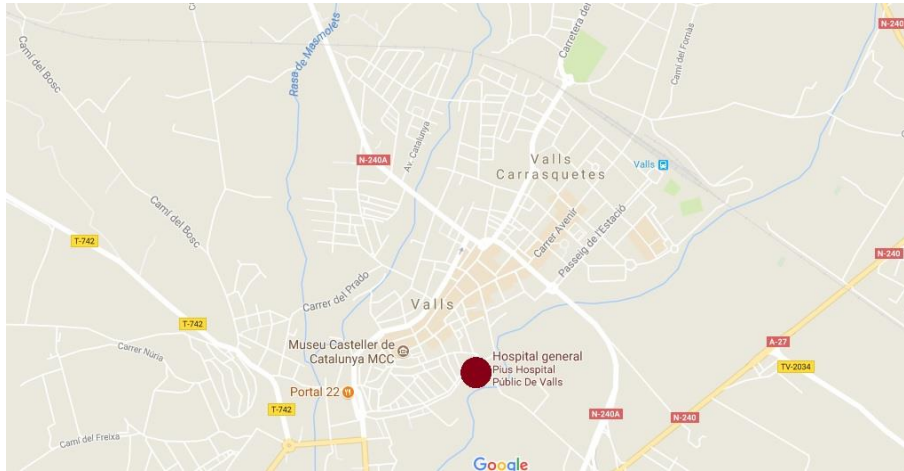 N-240
Carretera de
Camí del Fornàs
Camí del Bosc
Rasa de Masmolets
Av. Catalunya
N-240A
Valls
Carrasquetes
Valls
Camí del Bosc
T-742
Carrer Avenir
Passeig de l'Estació
N-240
Carrer del Prado
Valls
T-742
Museu Casteller de
Catalunya MCC
Carrer Núria
Hospital general
Pius Hospital
Públic De Valls
A-27
TV-2034
Portal 22
T-742
N-240A
N-240
Camí del Freixa
Google